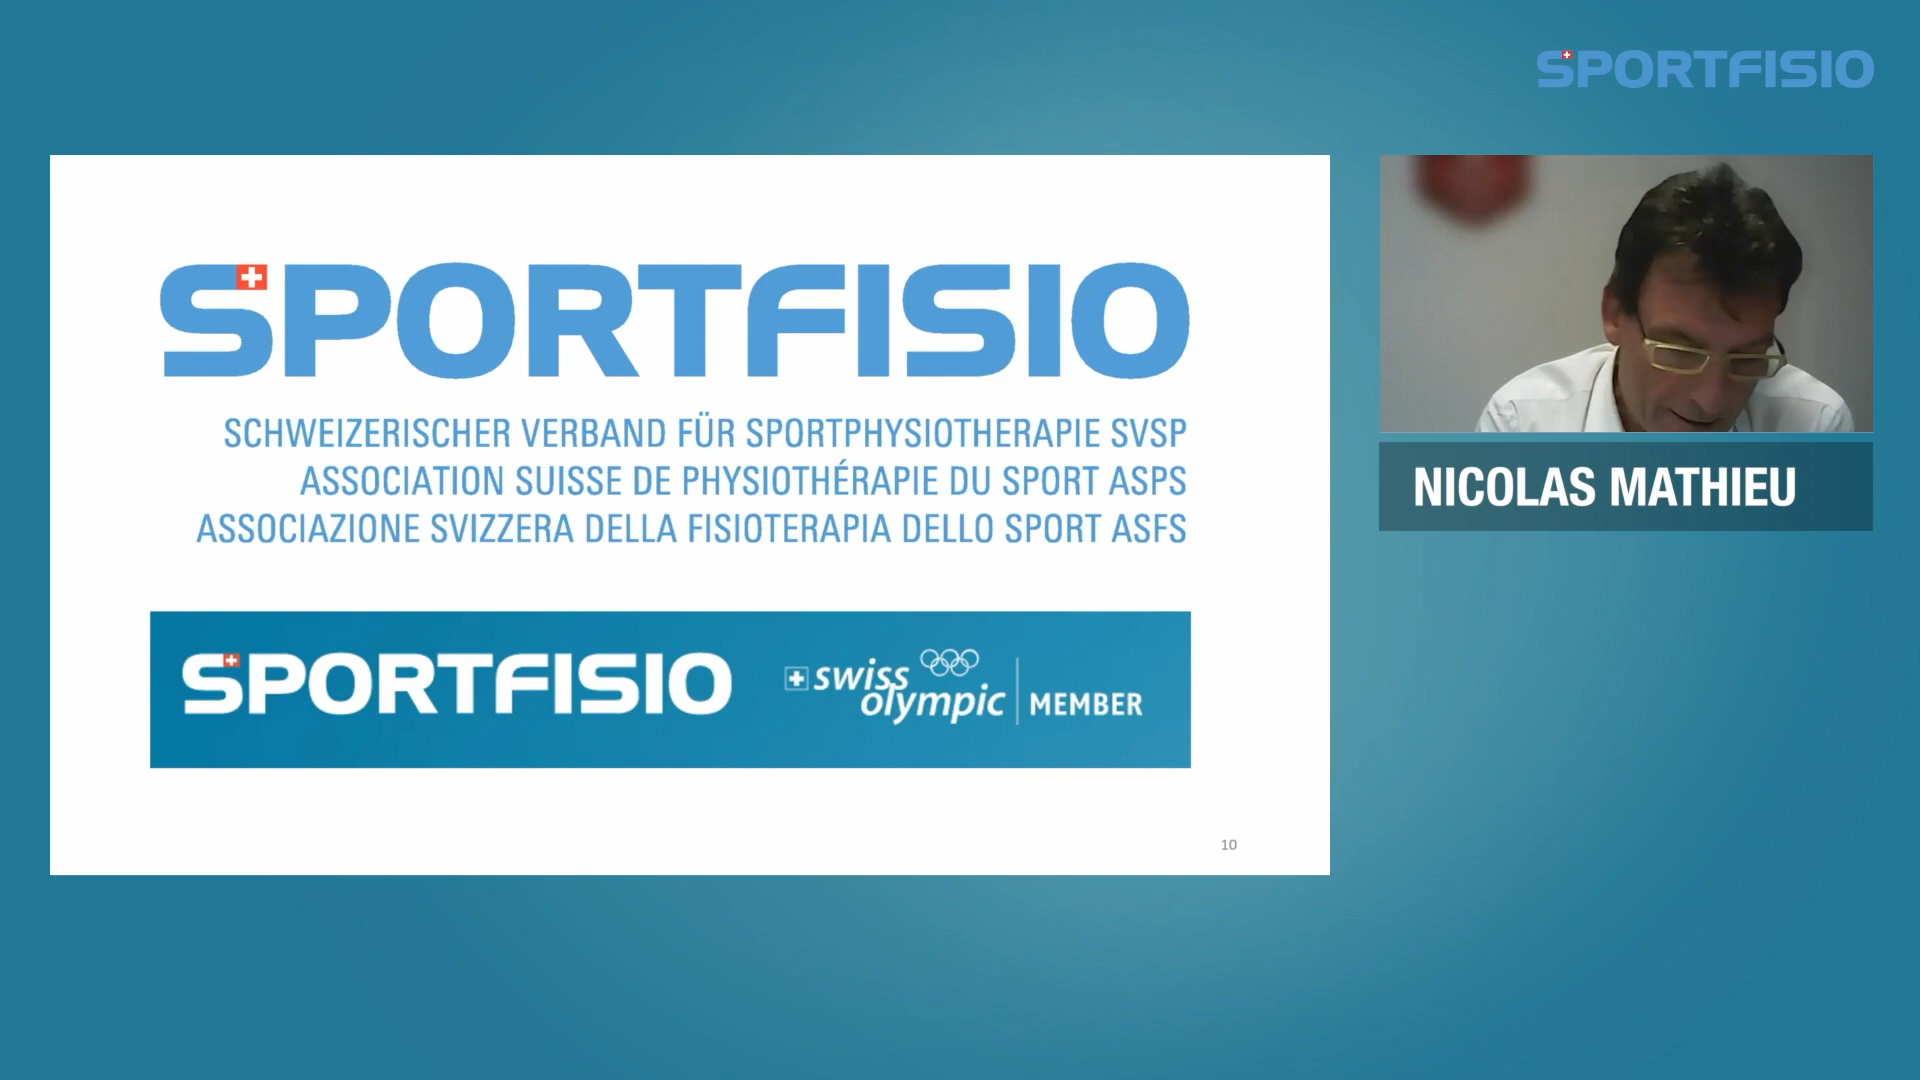 SPORTFISIO
SPORTFISIO
SCHWEIZERISCHER VERBAND FÜR SPORTPHYSIOTHERAPIE SVSP
ASSOCIATION SUISSE DE PHYSIOTHÉRAPIE DU SPORT ASPS
ASSOCIAZIONE SVIZZERA DELLA FISIOTERAPIA DELLO SPORT ASFS
SPORTFISIO
swiss
olympic
MEMBER
10
NICOLAS MATHIEU